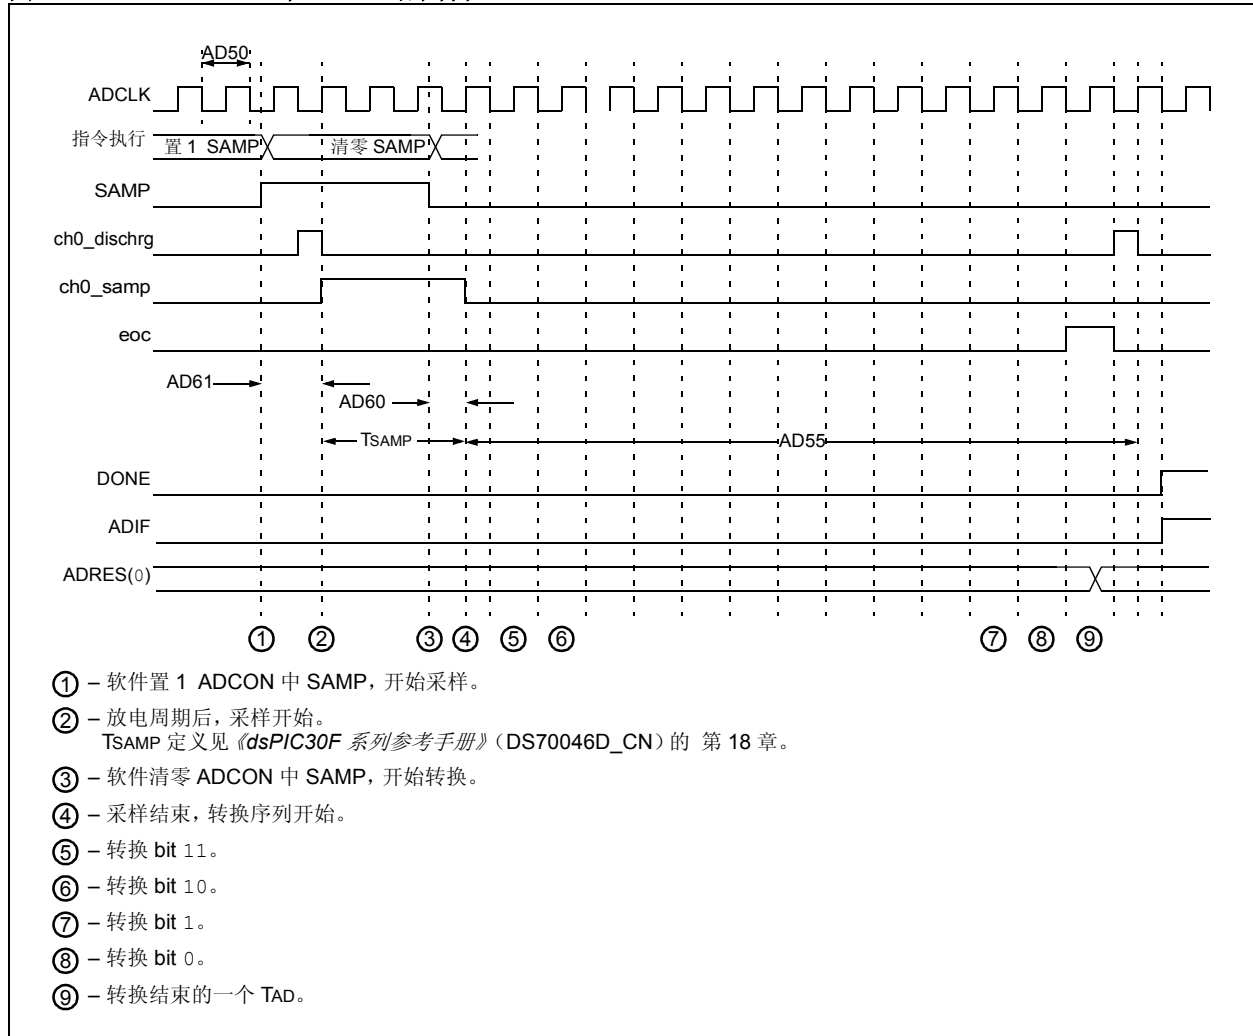 AD50
ADCLK
指令执行
置 1 SAMP
清零 SAMP
SAMP
ch0_dischrg
ch0_samp
eoc
AD61
AD60
TSAMP
AD55
DONE
ADIF
ADRES(0)
① ② ③ ④ ⑤ ⑥ ⑦ ⑧ ⑨
① – 软件置 1 ADCON 中 SAMP，开始采样。
② – 放电周期后，采样开始。
TSAMP 定义见《dsPIC30F 系列参考手册》（DS70046D_CN）的 第 18 章。
③ – 软件清零 ADCON 中 SAMP，开始转换。
④ – 采样结束，转换序列开始。
⑤ – 转换 bit 11。
⑥ – 转换 bit 10。
⑦ – 转换 bit 1。
⑧ – 转换 bit 0。
⑨ – 转换结束的一个 TAD。